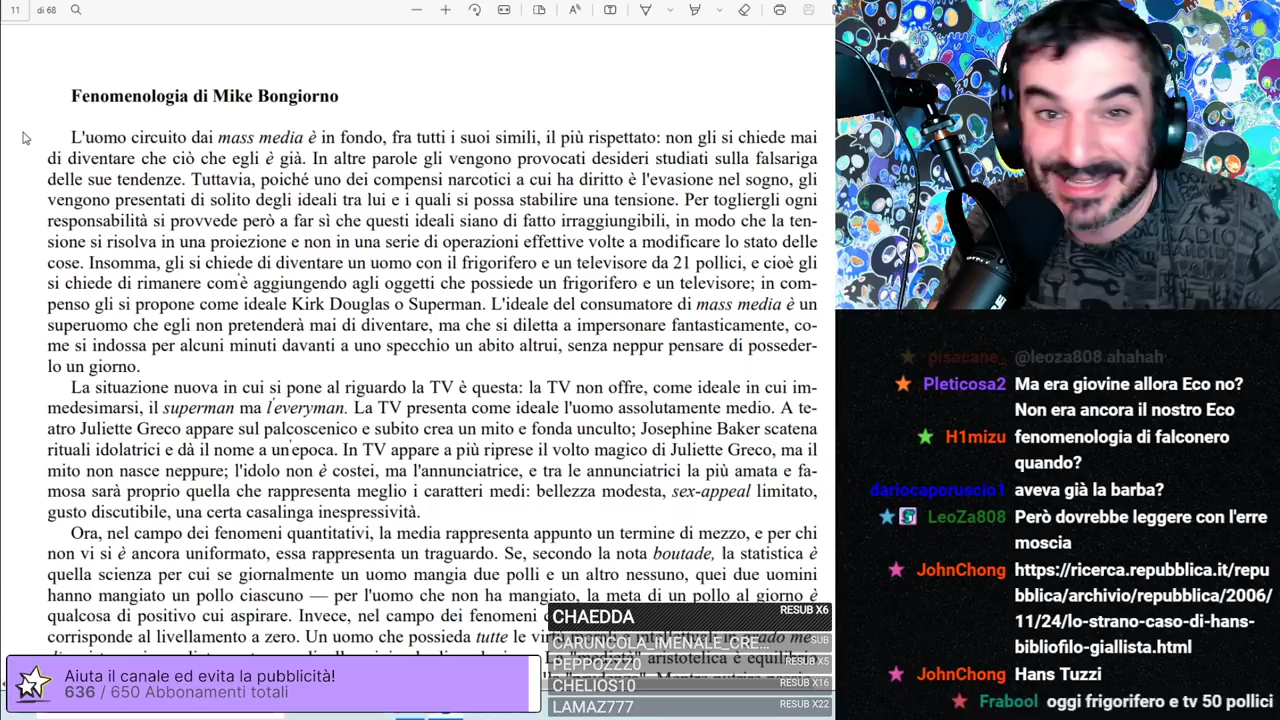 11 di 68
Fenomenologia di Mike Bongiorno
L'uomo circuito dai mass media è in fondo, fra tutti i suoi simili, il più rispettato: non gli si chiede mai
di diventare che ciò che egli è già. In altre parole gli vengono provocati desideri studiati sulla falsariga
delle sue tendenze. Tuttavia, poiché uno dei compensi narcotici a cui ha diritto è l'evasione nel sogno, gli
vengono presentati di solito degli ideali tra lui e i quali si possa stabilire una tensione. Per togliergli ogni
responsabilità si provvede però a far sì che questi ideali siano di fatto irraggiungibili, in modo che la ten-
sione si risolva in una proiezione e non in una serie di operazioni effettive volte a modificare lo stato delle
cose. Insomma, gli si chiede di diventare un uomo con il frigorifero e un televisore da 21 pollici, e cioè gli
si chiede di rimanere com'è aggiungendo agli oggetti che possiede un frigorifero e un televisore; in com-
penso gli si propone come ideale Kirk Douglas o Superman. L'ideale del consumatore di mass media è un
superuomo che egli non pretenderà mai di diventare, ma che si diletta a impersonare fantasticamente, co-
me si indossa per alcuni minuti davanti a uno specchio un abito altrui, senza neppur pensare di posseder-
lo un giorno.
La situazione nuova in cui si pone al riguardo la TV è questa: la TV non offre, come ideale in cui im-
medesimarsi, il superman ma l'everyman. La TV presenta come ideale l'uomo assolutamente medio. A te-
atro Juliette Greco appare sul palcoscenico e subito crea un mito e fonda unculto; Josephine Baker scatena
rituali idolatrici e dà il nome a un'epoca. In TV appare a più riprese il volto magico di Juliette Greco, ma il
mito non nasce neppure; l'idolo non è costei, ma l'annunciatrice, e tra le annunciatrici la più amata e fa-
mosa sarà proprio quella che rappresenta meglio i caratteri medi: bellezza modesta, sex-appeal limitato,
gusto discutibile, una certa casalinga inespressività.
Ora, nel campo dei fenomeni quantitativi, la media rappresenta appunto un termine di mezzo, e per chi
non vi si è ancora uniformato, essa rappresenta un traguardo. Se, secondo la nota boutade, la statistica è
quella scienza per cui se giornalmente un uomo mangia due polli e un altro nessuno, quei due uomini
hanno mangiato un pollo ciascuno — per l'uomo che non ha mangiato, la meta di un pollo al giorno è
qualcosa di positivo cui aspirare. Invece, nel campo dei fenomeni
corrisponde al livellamento a zero. Un uomo che possieda tutte le
aristotelica è equilibrio
Aiuta il canale ed evita la pubblicità!
636 / 650 Abbonamenti totali
CHAEDDA RESUB X6
CARUNCOLA_IMENALE_CRE... SUB
PEPPOZZZ0 RESUB X5
CHELIOS10 RESUB X16
LAMAZ777 RESUB X22
pisacane_ @leoza808 ahahah
Pleticosa2 Ma era giovine allora Eco no?
Non era ancora il nostro Eco
H1mizu fenomenologia di falconero
quando?
dariocaporuscio1 aveva già la barba?
LeoZa808 Però dovrebbe leggere con l'erre
moscia
JohnChong https://ricerca.repubblica.it/repu
bblica/archivio/repubblica/2006/
11/24/lo-strano-caso-di-hans-
bibliofilo-giallista.html
JohnChong Hans Tuzzi
Frabool oggi frigorifero e tv 50 pollici